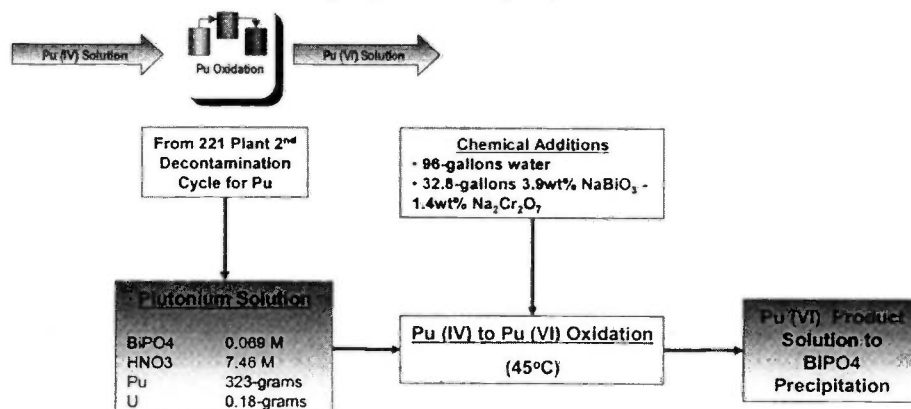 Pu (IV) Solution
Pu Oxidation
Pu (VI) Solution
From 221 Plant 2nd
Decontamination
Cycle for Pu
Chemical Additions
· 96-gallons water
· 32.8-gallons 3.9wt% NaBiO3 -
1.4wt% Na2Cr2O7
Plutonium Solution
BiPO4 0.069 M
HNO3 7.46 M
Pu 323-grams
U 0.18-grams
Pu (IV) to Pu (VI) Oxidation
(45ºC)
Pu (VI) Product
Solution to
BiPO4
Precipitation